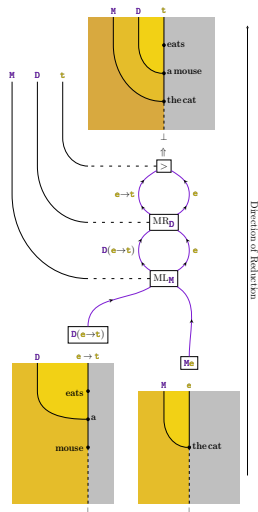 M D t
eats
a mouse
the cat
⊥
⇑
M D t
>
e→t e
MR_D
D(e→t) e
ML_M
Direction of Reduction
D(e→t)
Me
D e→t
eats
a
mouse
⊥
M e
the cat
⊥